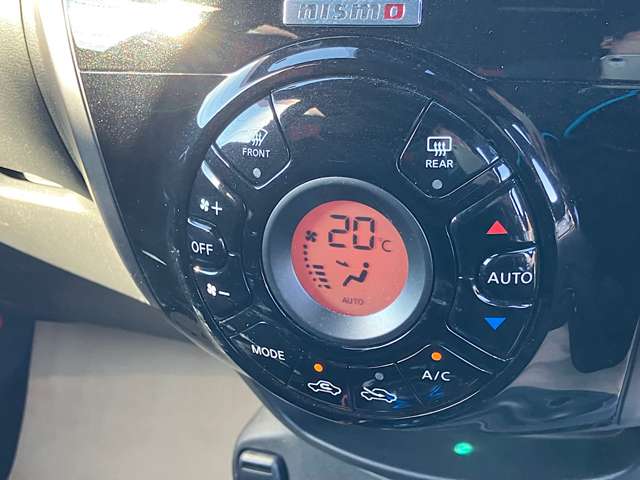 nismo
FRONT
REAR
+
OFF
−
20°C
AUTO
AUTO
MODE
A/C